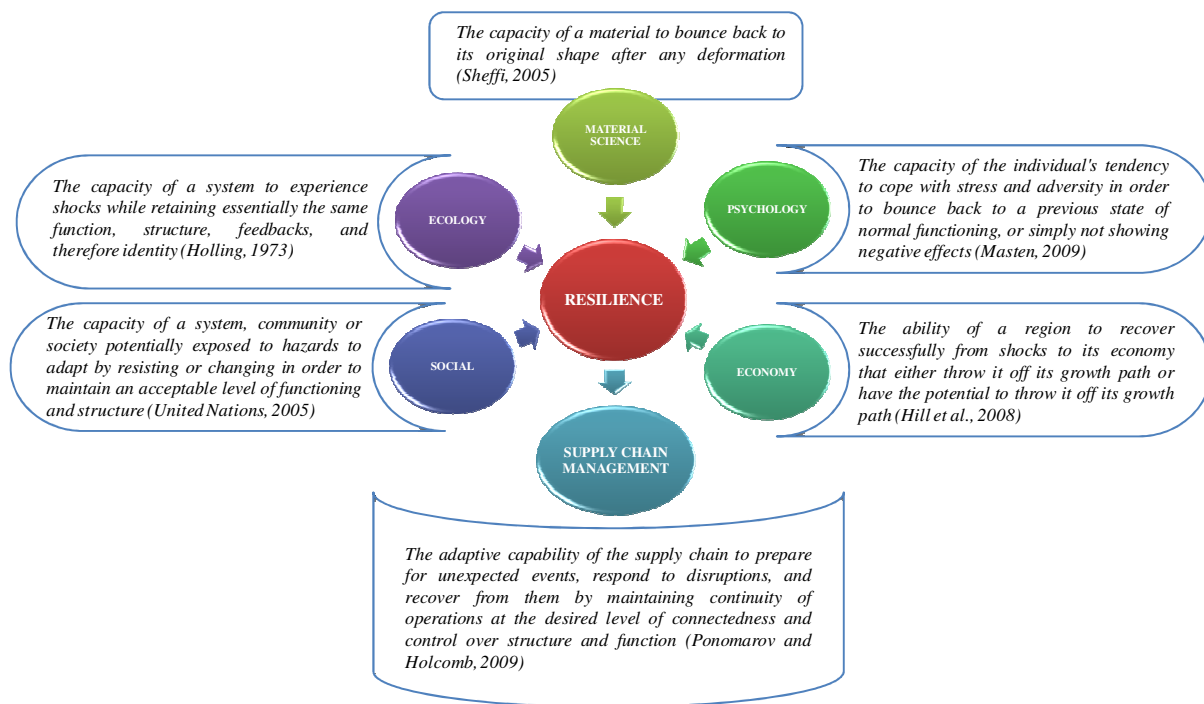 The capacity of a material to bounce back to
its original shape after any deformation
(Sheffi, 2005)
MATERIAL
SCIENCE
The capacity of a system to experience
shocks while retaining essentially the same
function, structure, feedbacks, and
therefore identity (Holling, 1973)
ECOLOGY
PSYCHOLOGY
The capacity of the individual's tendency
to cope with stress and adversity in order
to bounce back to a previous state of
normal functioning, or simply not showing
negative effects (Masten, 2009)
RESILIENCE
The capacity of a system, community or
society potentially exposed to hazards to
adapt by resisting or changing in order to
maintain an acceptable level of functioning
and structure (United Nations, 2005)
SOCIAL
ECONOMY
The ability of a region to recover
successfully from shocks to its economy
that either throw it off its growth path or
have the potential to throw it off its growth
path (Hill et al., 2008)
SUPPLY CHAIN
MANAGEMENT
The adaptive capability of the supply chain to prepare
for unexpected events, respond to disruptions, and
recover from them by maintaining continuity of
operations at the desired level of connectedness and
control over structure and function (Ponomarov and
Holcomb, 2009)